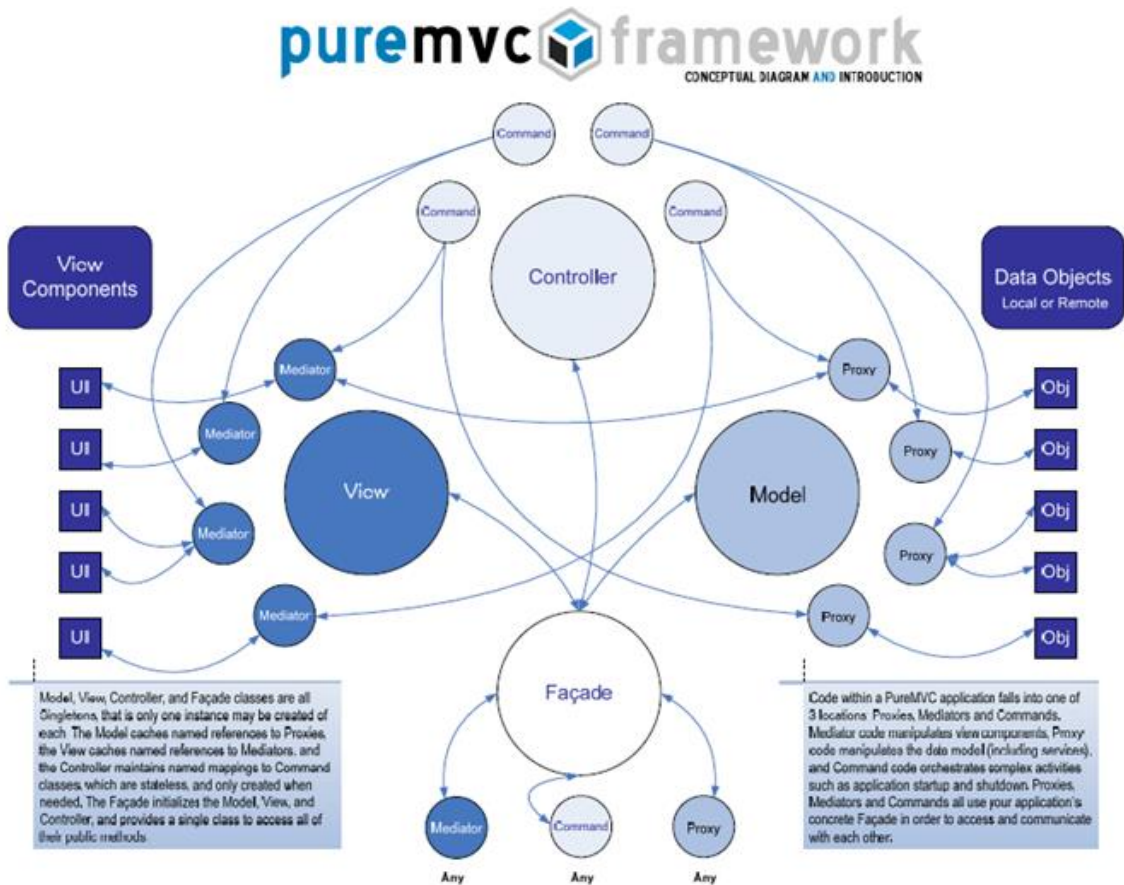 puremvc framework
CONCEPTUAL DIAGRAM AND INTRODUCTION
Command
Command
Command
Command
Controller
View
Components
Data Objects
Local or Remote
Mediator
Proxy
UI
Obj
Mediator
Proxy
UI
Obj
View
Model
UI
Obj
Mediator
Proxy
UI
Obj
Mediator
Proxy
UI
Obj
Façade
Model, View, Controller, and Façade classes are all
Singletons, that is only one instance may be created of
each. The Model caches named references to Proxies,
the View caches named references to Mediators, and
the Controller maintains named mappings to Command
classes, which are stateless, and only created when
needed. The Façade initializes the Model, View, and
Controller, and provides a single class to access all of
their public methods.
Code within a PureMVC application falls into one of
3 locations: Proxies, Mediators and Commands.
Mediator code manipulates view components, Proxy
code manipulates the data model (including services),
and Command code orchestrates complex activities
such as application startup and shutdown. Proxies,
Mediators and Commands all use your application's
concrete Façade in order to access and communicate
with each other.
Mediator
Command
Proxy
Any
Any
Any